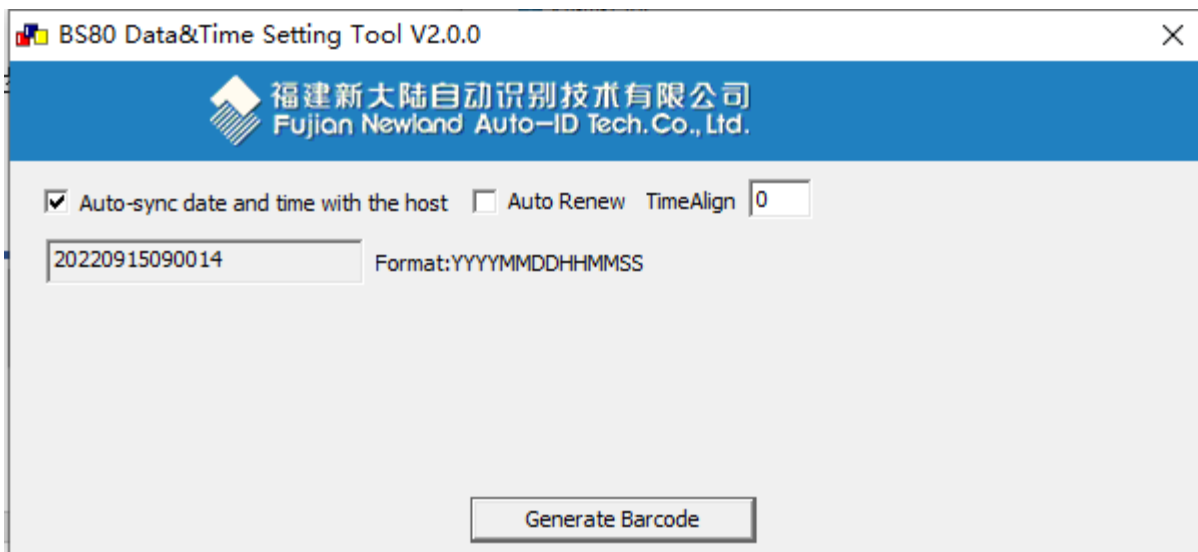 BS80 Data&Time Setting Tool V2.0.0
福建新大陆自动识别技术有限公司
Fujian Newland Auto-ID Tech.Co.,Ltd.
Auto-sync date and time with the host Auto Renew TimeAlign 0
20220915090014 Format:YYYYMMDDHHMMSS
Generate Barcode